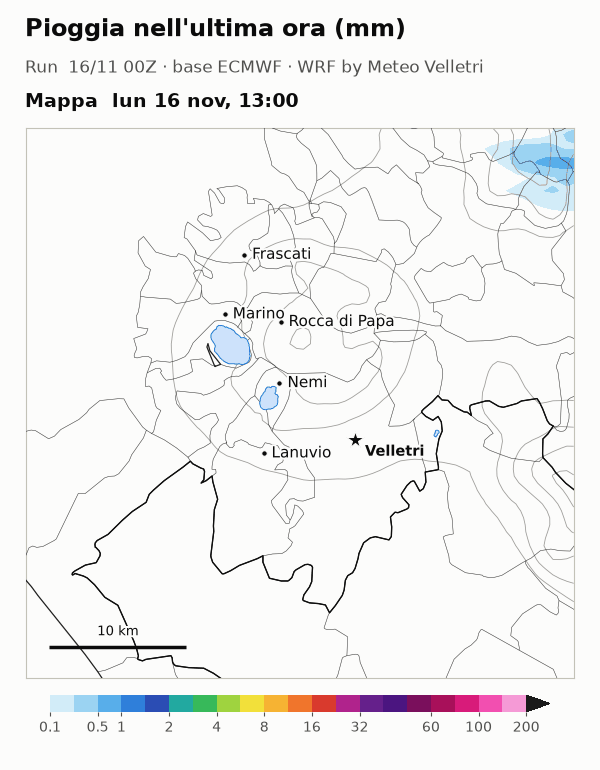 Pioggia nell'ultima ora (mm)
Run  16/11 00Z · base ECMWF · WRF by Meteo Velletri
Mappa  lun 16 nov, 13:00
Frascati
Marino
Rocca di Papa
Nemi
Velletri
Lanuvio
10 km
0.1 0.5 1 2 4 8 16 32 60 100 200